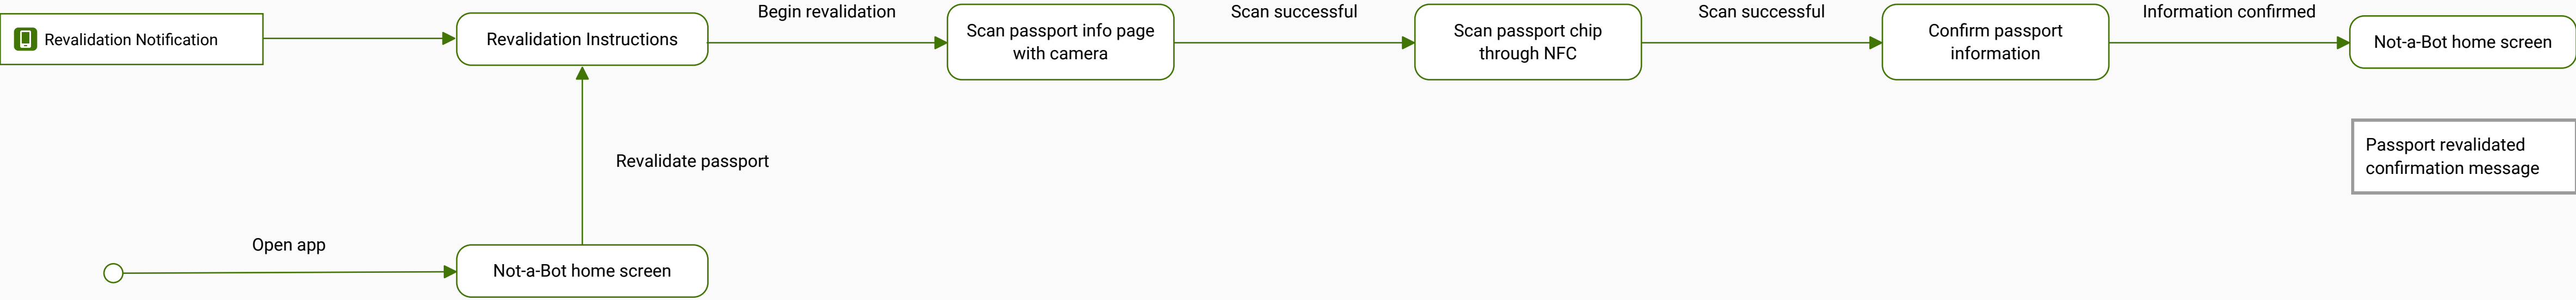 Revalidation Notification
Revalidation Instructions
Begin revalidation
Scan passport info page
with camera
Scan successful
Scan passport chip
through NFC
Scan successful
Confirm passport
information
Information confirmed
Not-a-Bot home screen
Passport revalidated
confirmation message
Revalidate passport
Open app
Not-a-Bot home screen